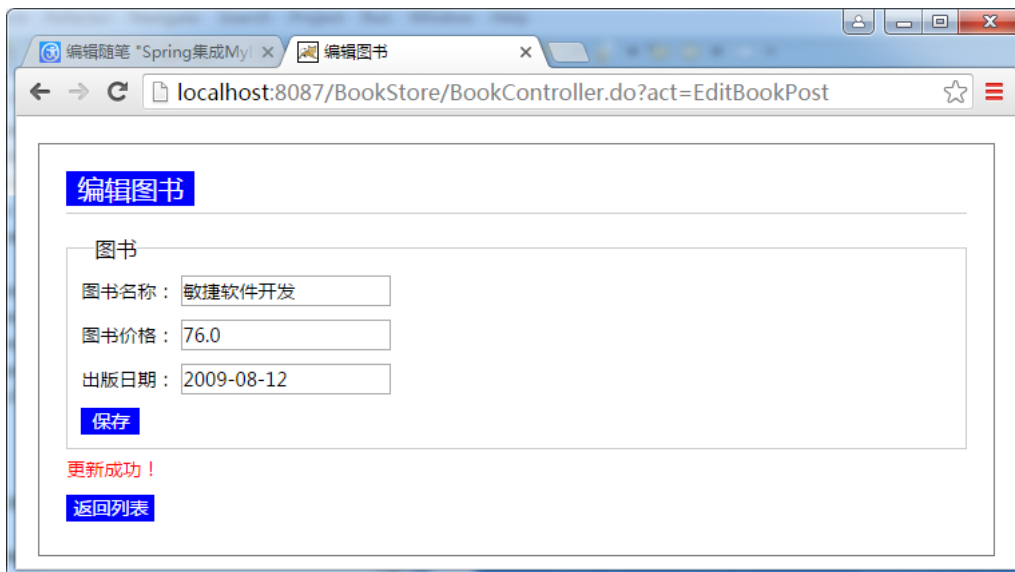 编辑随笔 "Spring集成Myl
编辑图书
localhost:8087/BookStore/BookController.do?act=EditBookPost
编辑图书
图书
图书名称： 敏捷软件开发
图书价格： 76.0
出版日期： 2009-08-12
保存
更新成功！
返回列表